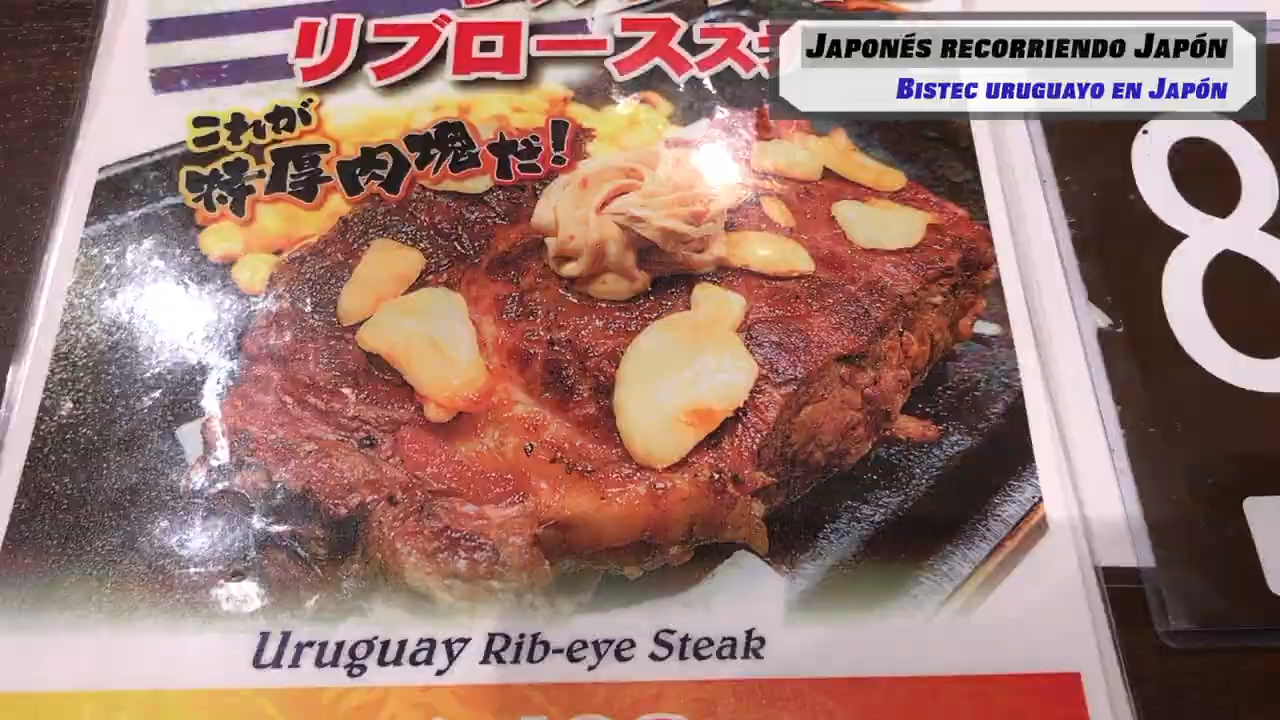 リブロースス
JAPONÉS RECORRIENDO JAPÓN
BISTEC URUGUAYO EN JAPÓN
これが
特厚肉塊だ!
8
Uruguay Rib-eye Steak